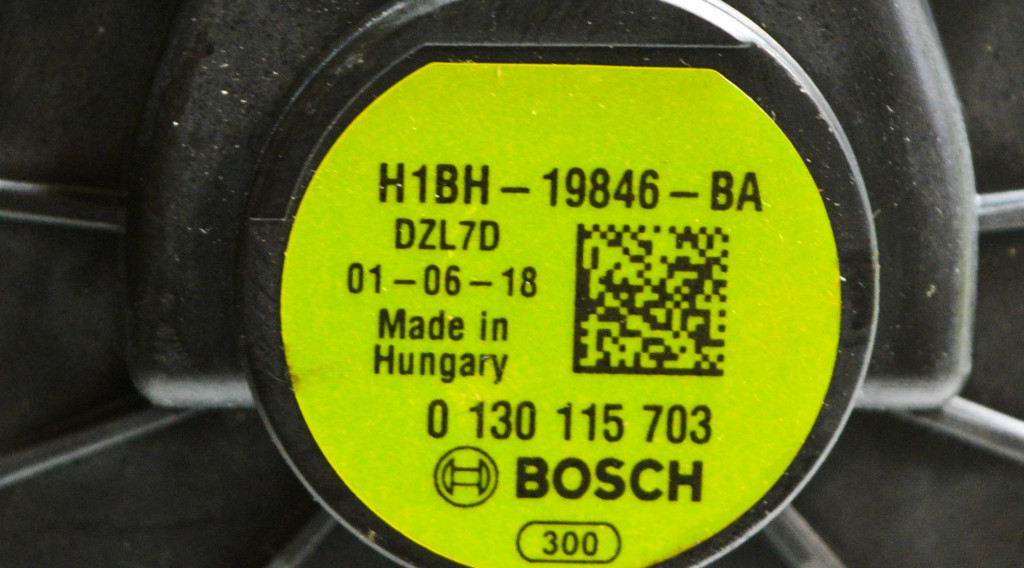 H1BH-19846-BA
DZL7D
01-06-18
Made in
Hungary
0 130 115 703
BOSCH
300